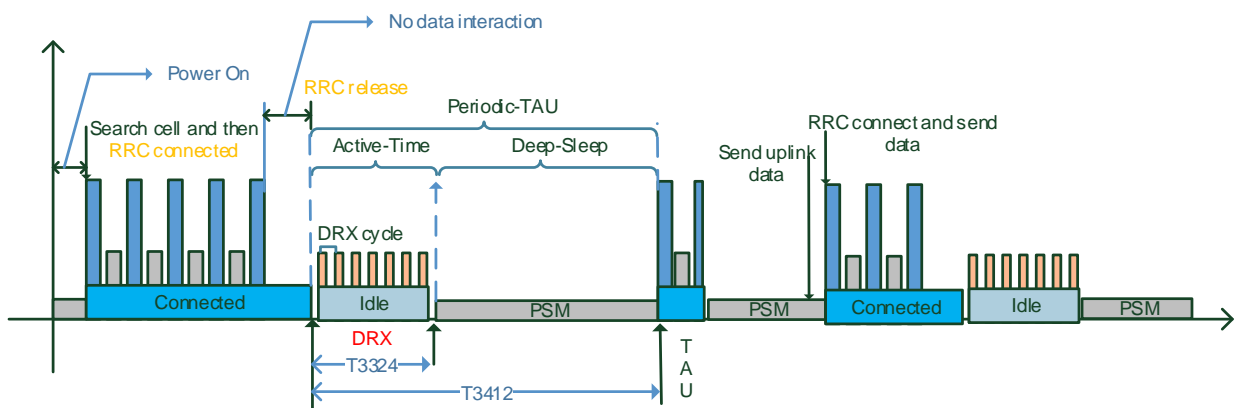 No data interaction
Power On
RRC release
Periodic-TAU
Search cell and then
RRC connected
Active-Time
Deep-Sleep
RRC connect and send
data
Send uplink
data
DRX cycle
Connected
Idle
PSM
PSM
Connected
Idle
PSM
DRX
T3324
T3412
T
A
U